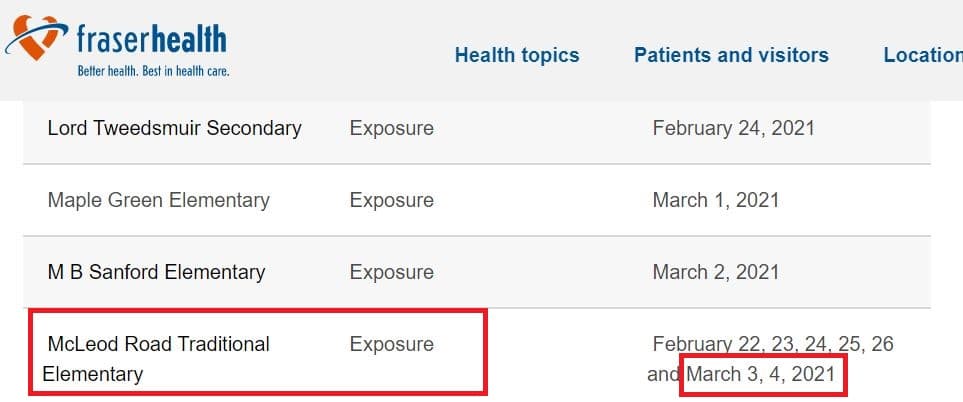 fraserhealth
Better health. Best in health care.
Health topics Patients and visitors Location
Lord Tweedsmuir Secondary Exposure February 24, 2021
Maple Green Elementary Exposure March 1, 2021
M B Sanford Elementary Exposure March 2, 2021
McLeod Road Traditional Exposure February 22, 23, 24, 25, 26
Elementary and March 3, 4, 2021